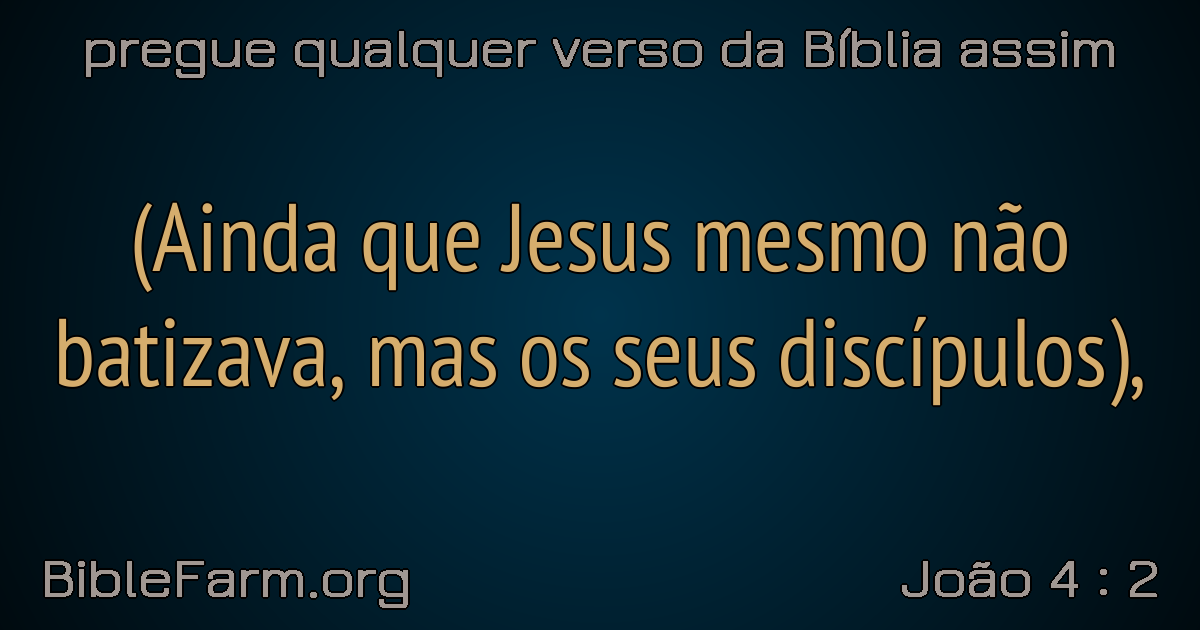 pregue qualquer verso da Bíblia assim
(Ainda que Jesus mesmo não
batizava, mas os seus discípulos),
BibleFarm.org
João 4 : 2